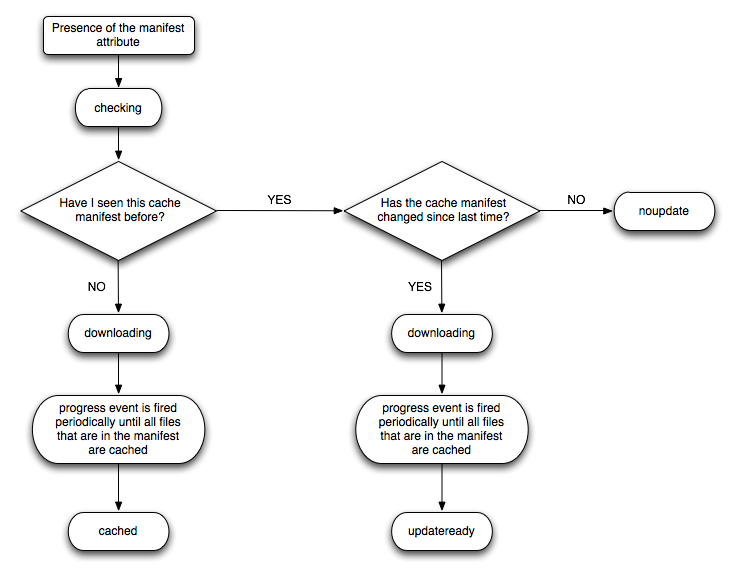 Presence of the manifest
attribute
checking
Have I seen this cache
manifest before?
YES
Has the cache manifest
changed since last time?
NO
noupdate
NO
downloading
progress event is fired
periodically until all files
that are in the manifest
are cached
cached
YES
downloading
progress event is fired
periodically until all files
that are in the manifest
are cached
updateready